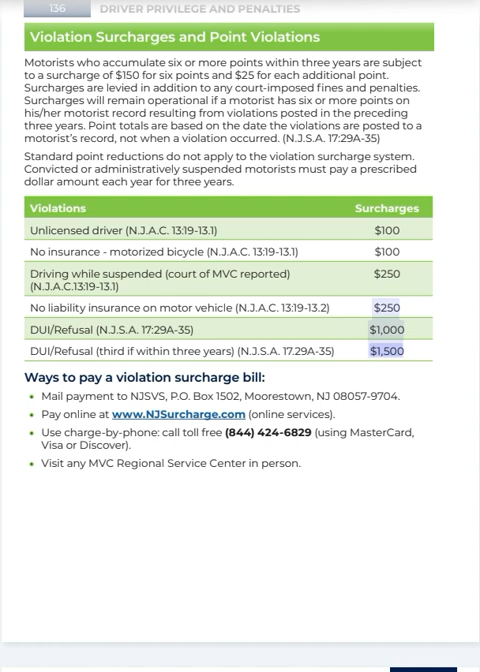 136 DRIVER PRIVILEGE AND PENALTIES
Violation Surcharges and Point Violations
Motorists who accumulate six or more points within three years are subject
to a surcharge of $150 for six points and $25 for each additional point.
Surcharges are levied in addition to any court-imposed fines and penalties.
Surcharges will remain operational if a motorist has six or more points on
his/her motorist record resulting from violations posted in the preceding
three years. Point totals are based on the date the violations are posted to a
motorist's record, not when a violation occurred. (N.J.S.A. 17:29A-35)
Standard point reductions do not apply to the violation surcharge system.
Convicted or administratively suspended motorists must pay a prescribed
dollar amount each year for three years.
Violations Surcharges
Unlicensed driver (N.J.A.C. 13:19-13.1) $100
No insurance - motorized bicycle (N.J.A.C. 13:19-13.1) $100
Driving while suspended (court of MVC reported) $250
(N.J.A.C.13:19-13.1)
No liability insurance on motor vehicle (N.J.A.C. 13:19-13.2) $250
DUI/Refusal (N.J.S.A. 17:29A-35) $1,000
DUI/Refusal (third if within three years) (N.J.S.A. 17.29A-35) $1,500
Ways to pay a violation surcharge bill:
• Mail payment to NJSVS, P.O. Box 1502, Moorestown, NJ 08057-9704.
• Pay online at www.NJSurcharge.com (online services).
• Use charge-by-phone: call toll free (844) 424-6829 (using MasterCard,
Visa or Discover).
• Visit any MVC Regional Service Center in person.